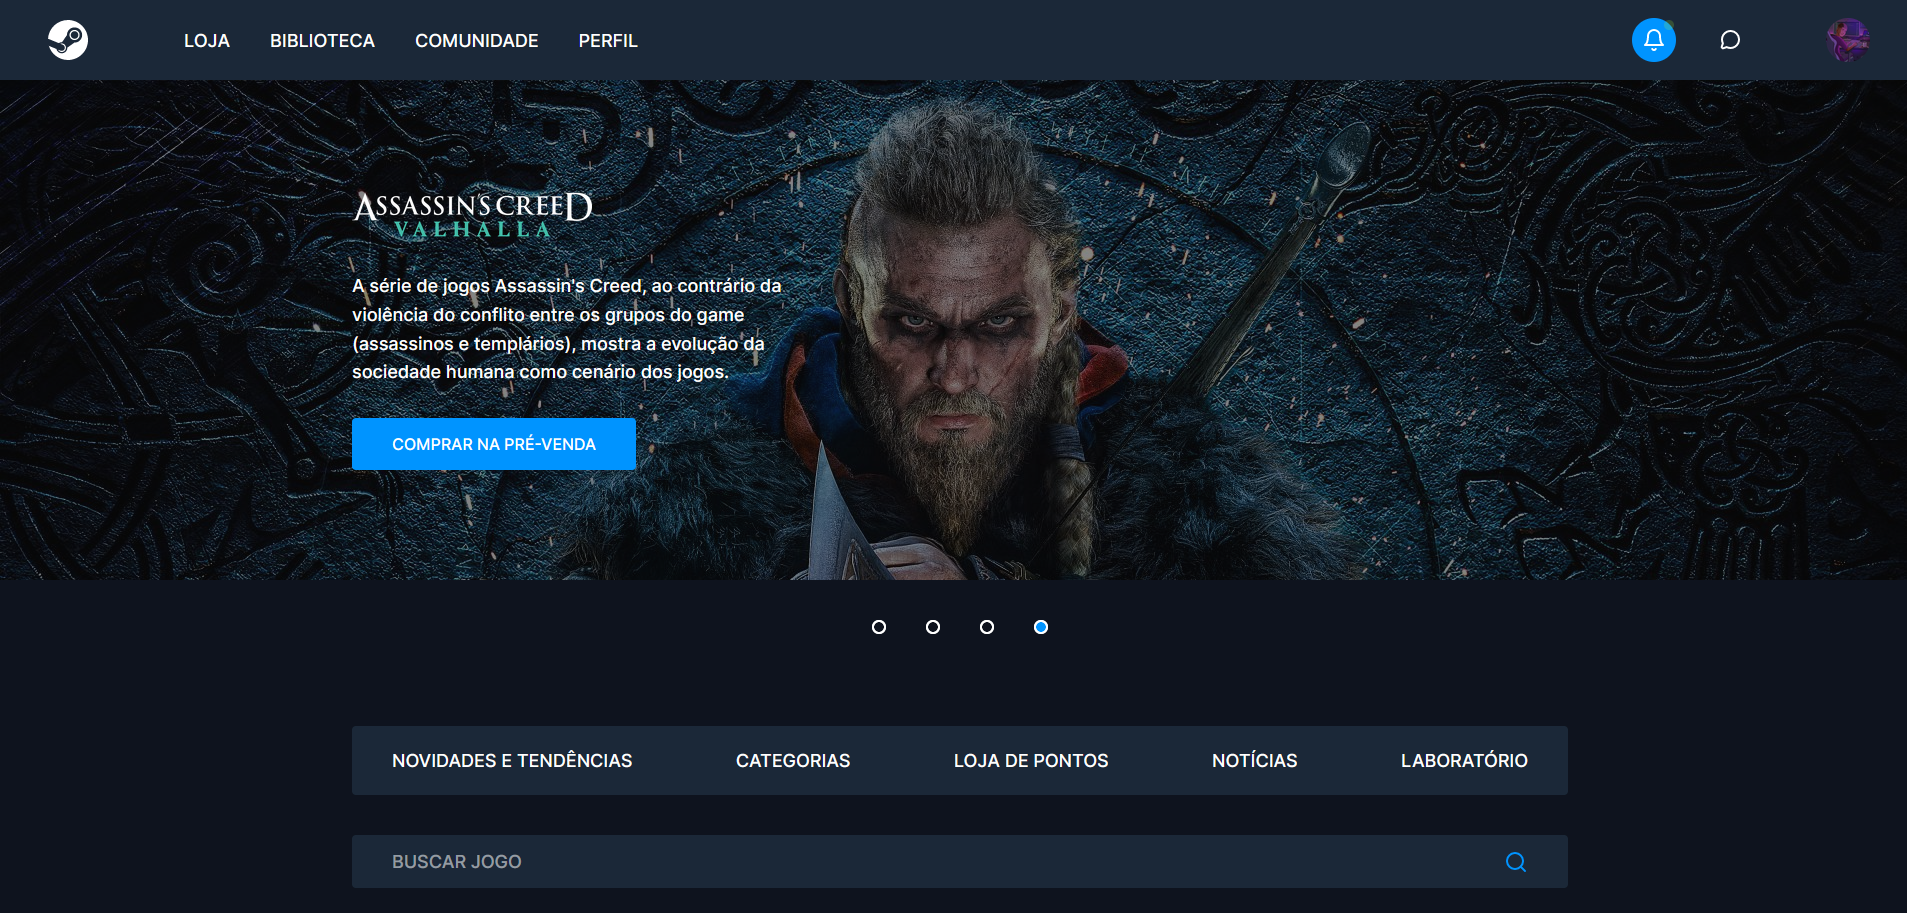 LOJA BIBLIOTECA COMUNIDADE PERFIL
ASSASSIN'S CREED
VALHALLA
A série de jogos Assassin's Creed, ao contrário da
violência do conflito entre os grupos do game
(assassinos e templários), mostra a evolução da
sociedade humana como cenário dos jogos.
COMPRAR NA PRÉ-VENDA
NOVIDADES E TENDÊNCIAS CATEGORIAS LOJA DE PONTOS NOTÍCIAS LABORATÓRIO
BUSCAR JOGO